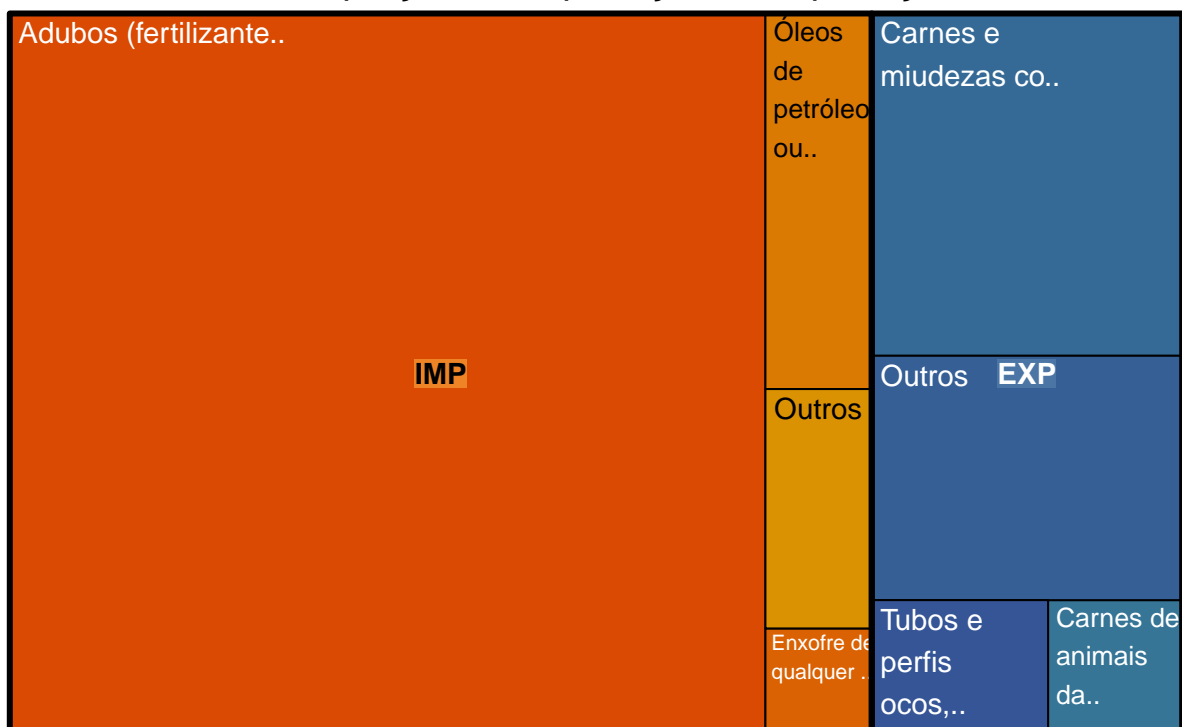 Adubos (fertilizante..
Óleos
de
petróleo
ou..
Carnes e
miudezas co..
IMP
Outros
EXP
Outros
Enxofre de
qualquer ..
Tubos e
perfis
ocos,..
Carnes de
animais
da..